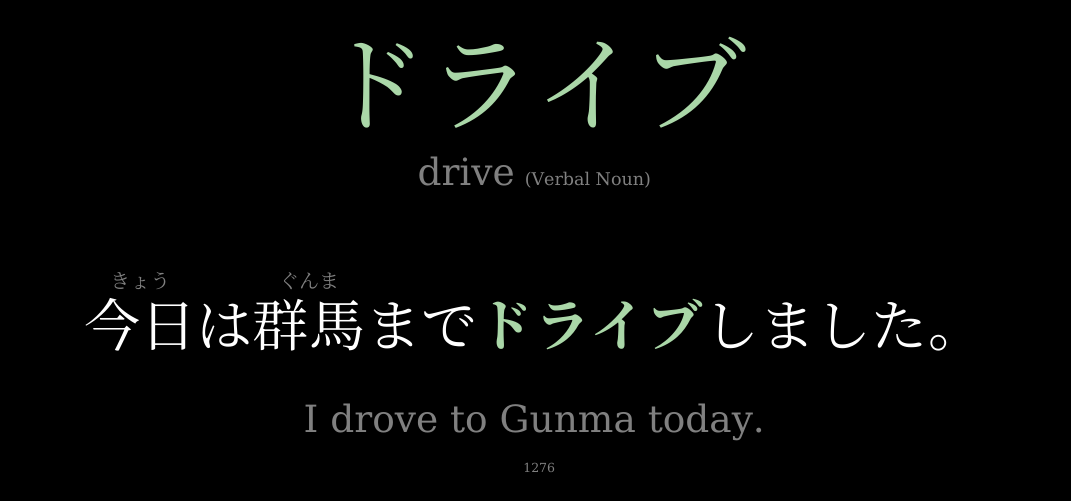 ドライブ
drive (Verbal Noun)
きょう ぐんま
今日は群馬までドライブしました。
I drove to Gunma today.
1276